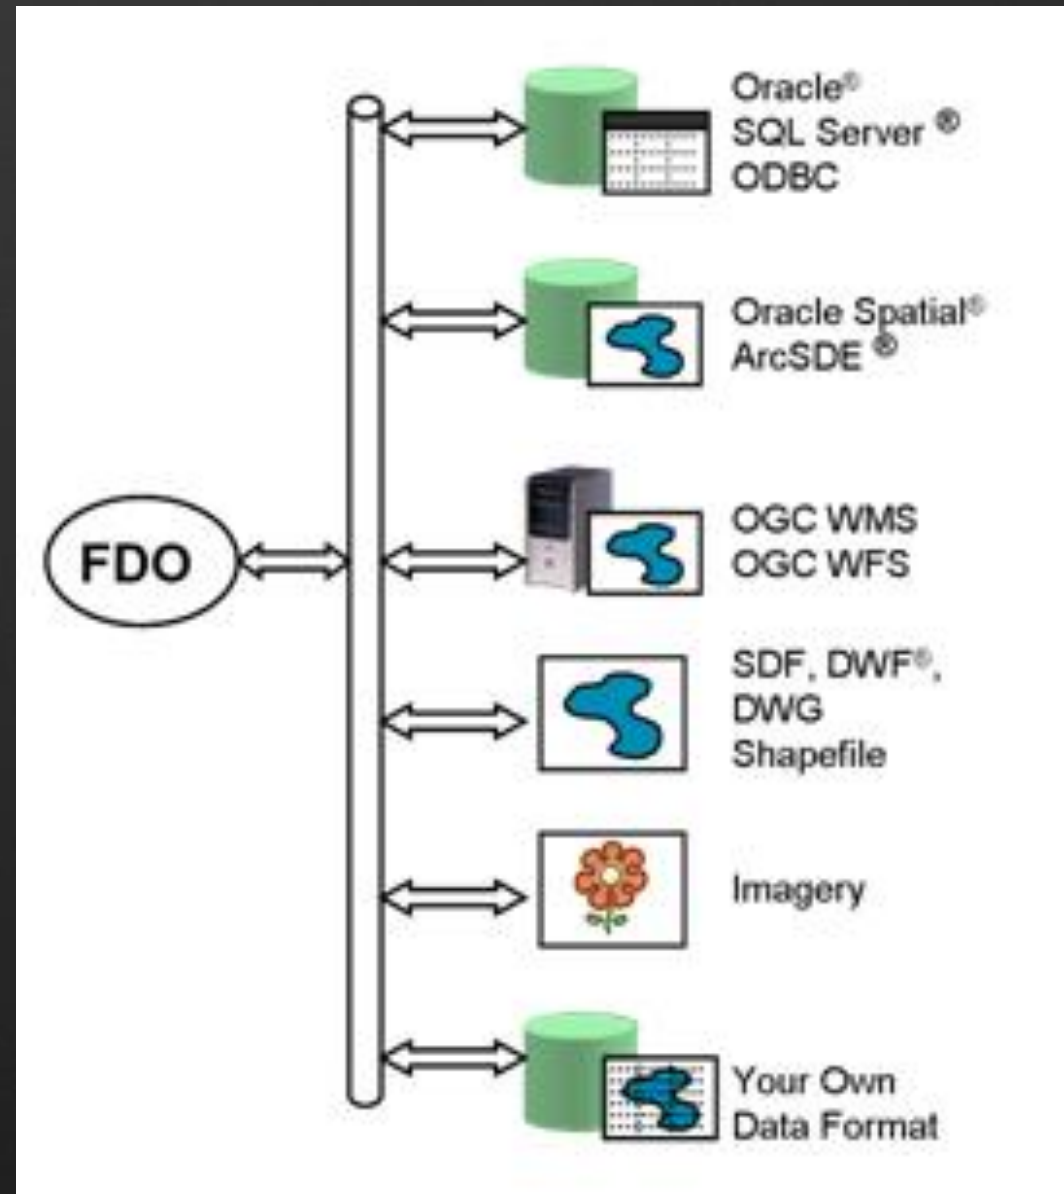 Oracle®
SQL Server ®
ODBC
Oracle Spatial®
ArcSDE ®
FDO
OGC WMS
OGC WFS
SDF, DWF®,
DWG
Shapefile
Imagery
Your Own
Data Format